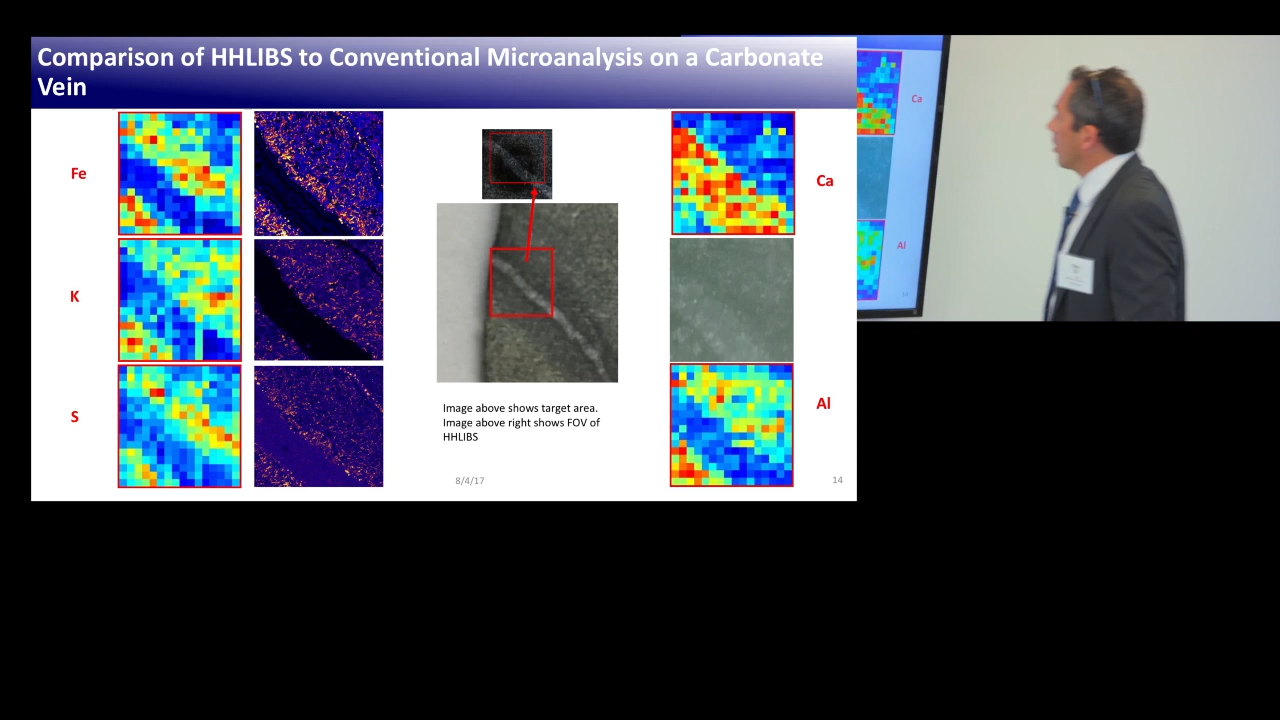 Comparison of HHLIBS to Conventional Microanalysis on a Carbonate
Vein
Fe
K
S
Image above shows target area.
Image above right shows FOV of
HHLIBS
8/4/17
Ca
Al
14
Ca
Al
14